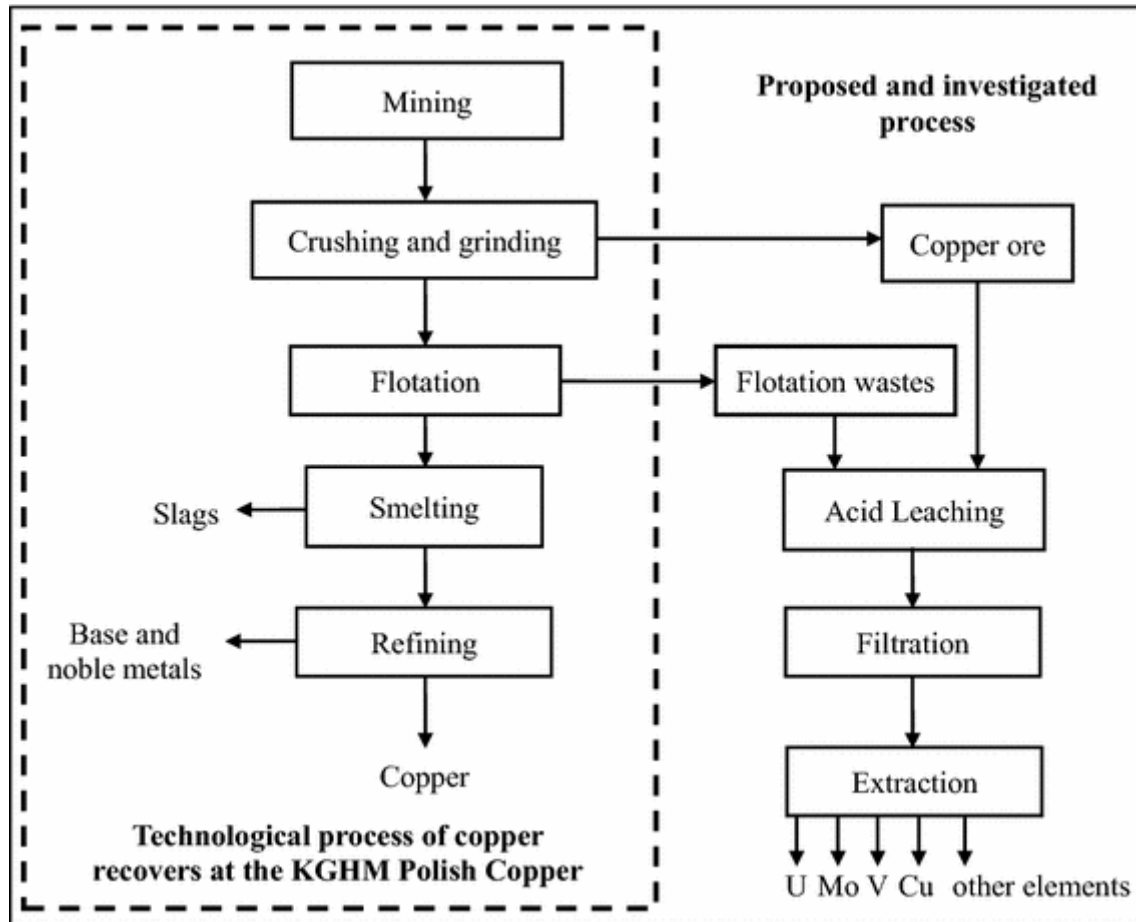 Mining
Proposed and investigated
process
Crushing and grinding
Copper ore
Flotation
Flotation wastes
Slags
Smelting
Acid Leaching
Base and
noble metals
Refining
Filtration
Copper
Extraction
Technological process of copper
recovers at the KGHM Polish Copper
U Mo V Cu other elements